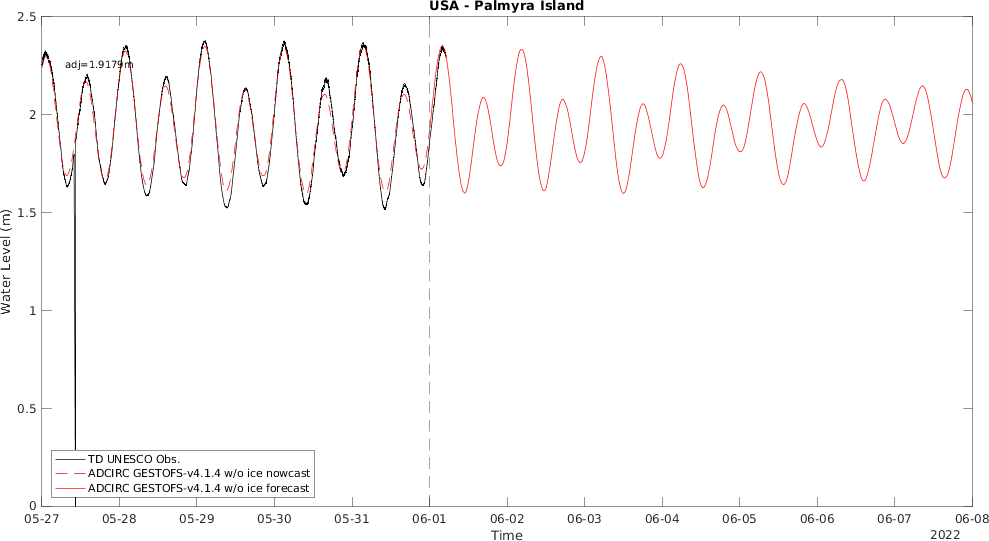 USA - Palmyra Island
2.5
adj=1.9179m
2
1.5
Water Level (m)
1
0.5
TD UNESCO Obs.
ADCIRC GESTOFS-v4.1.4 w/o ice nowcast
ADCIRC GESTOFS-v4.1.4 w/o ice forecast
0
05-27 05-28 05-29 05-30 05-31 06-01 06-02 06-03 06-04 06-05 06-06 06-07 06-08
Time
2022